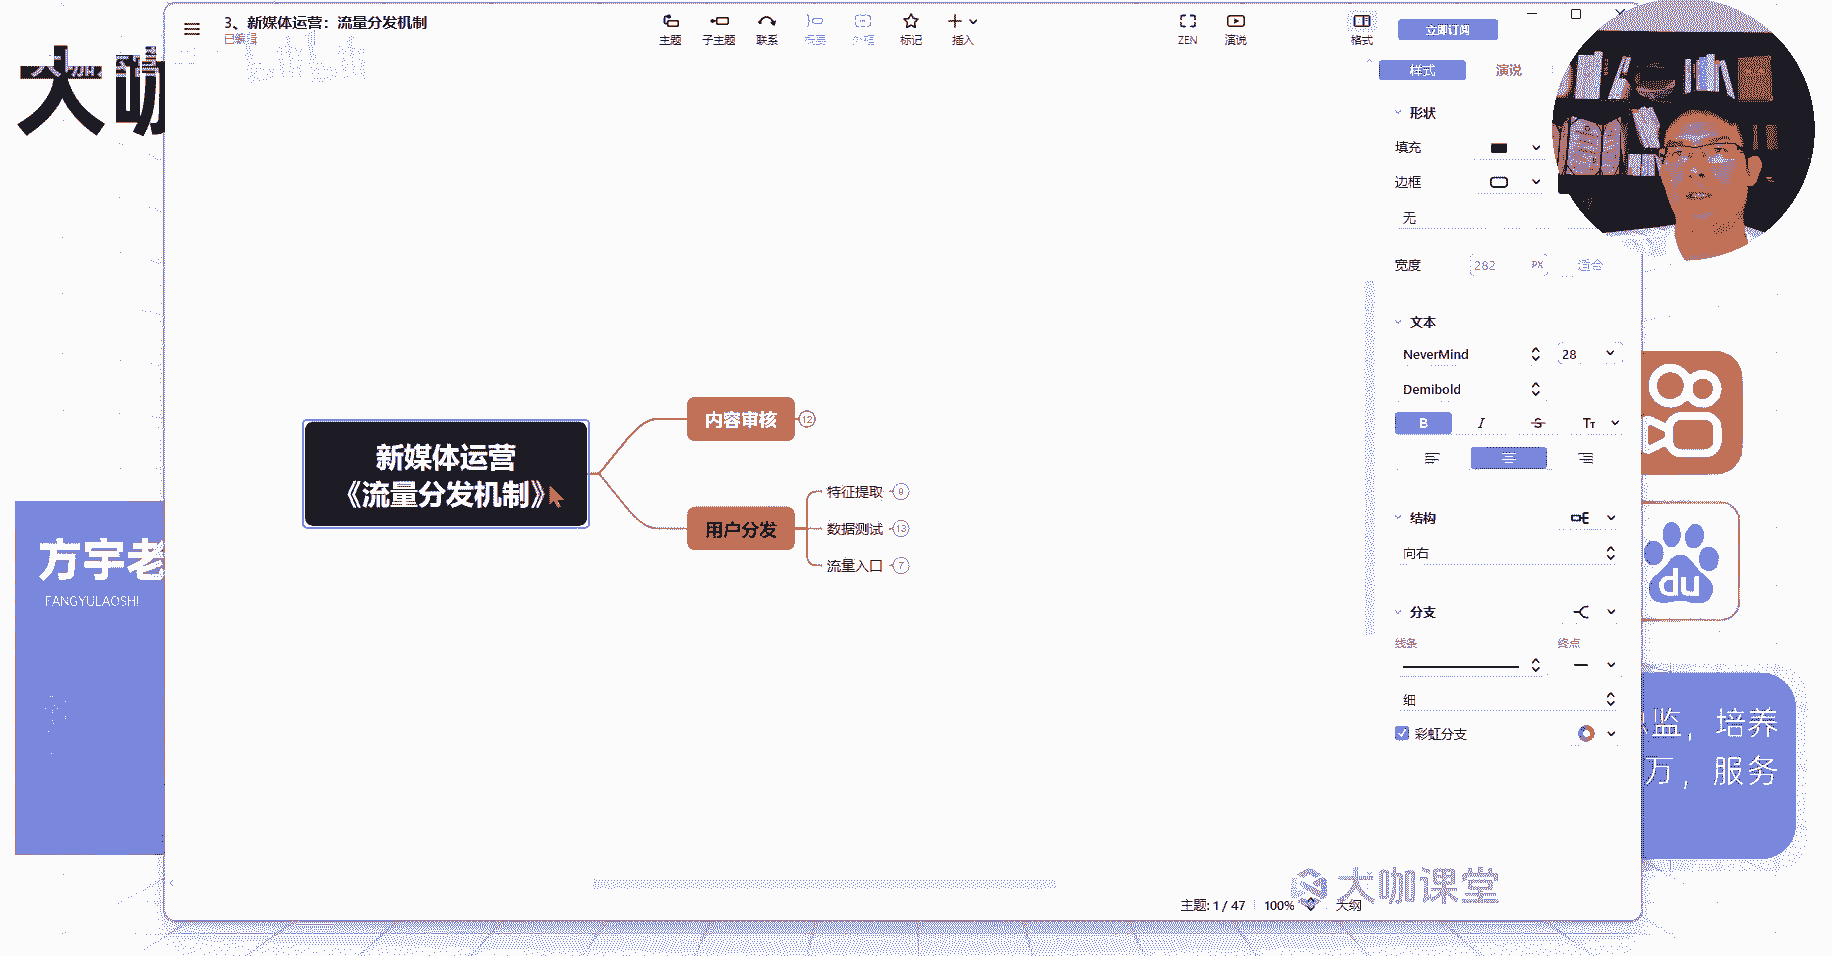 3、新媒体运营：流量分发机制
已编辑
主题
子主题
联系
概要
外框
标记
插入
ZEN
演说
格式
立即订阅
样式
演说
形状
填充
边框
无
宽度
282
PX
适合
文本
NeverMind
28
Demibold
B
I
S
TT
结构
向右
分支
线条
终点
细
彩虹分支
大咖
bilibili
新媒体运营
《流量分发机制》
内容审核
12
用户分发
特征提取
9
数据测试
13
流量入口
7
方宇老
FANGYULAOSHI
du
监，培养
万，服务
大咖课堂
主题: 1 / 47
100%
大纲